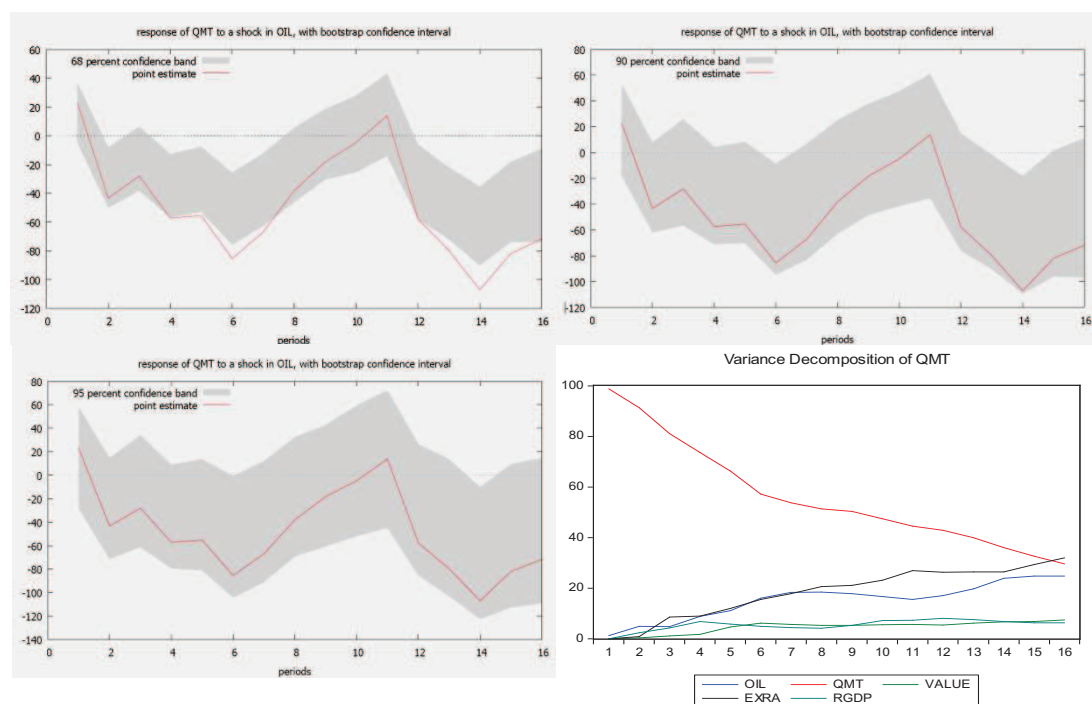 response of QMT to a shock in OIL, with bootstrap confidence interval
68 percent confidence band
point estimate
60
40
20
0
-20
-40
-60
-80
-100
-120
0 2 4 6 8 10 12 14 16
periods
response of QMT to a shock in OIL, with bootstrap confidence interval
90 percent confidence band
point estimate
80
60
40
20
0
-20
-40
-60
-80
-100
-120
0 2 4 6 8 10 12 14 16
periods
response of QMT to a shock in OIL, with bootstrap confidence interval
95 percent confidence band
point estimate
80
60
40
20
0
-20
-40
-60
-80
-100
-120
-140
0 2 4 6 8 10 12 14 16
periods
Variance Decomposition of QMT
100
80
60
40
20
0
1 2 3 4 5 6 7 8 9 10 11 12 13 14 15 16
OIL QMT VALUE
EXRA RGDP